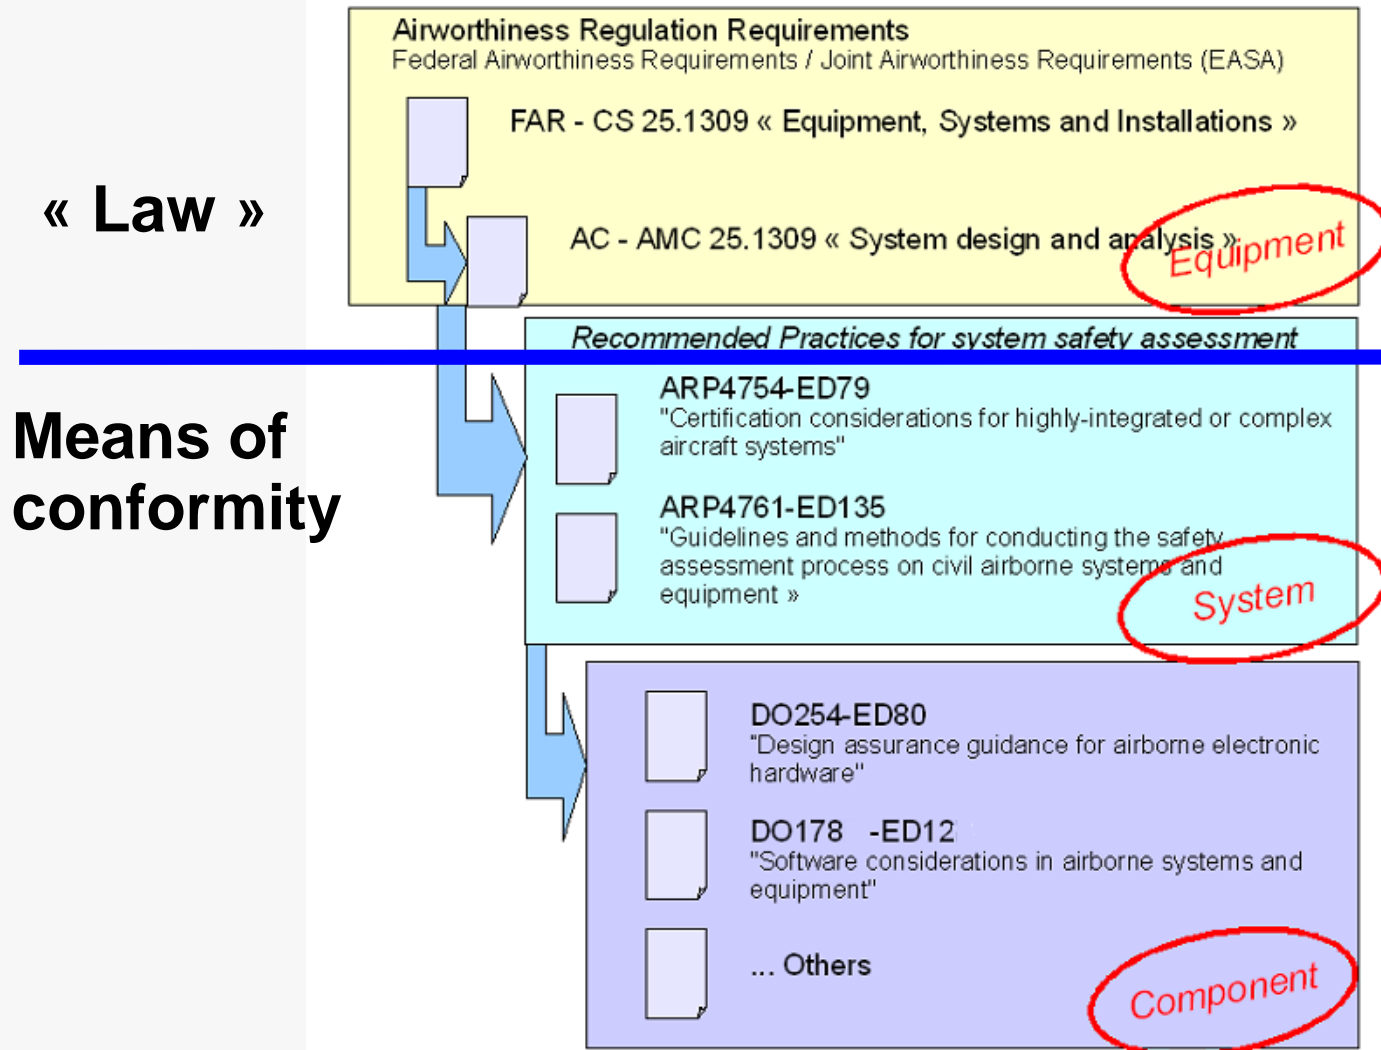 Airworthiness Regulation Requirements
Federal Airworthiness Requirements / Joint Airworthiness Requirements (EASA)
FAR - CS 25.1309 « Equipment, Systems and Installations »
« Law »
AC - AMC 25.1309 « System design and analysis »
Equipment
Recommended Practices for system safety assessment
Means of
conformity
ARP4754-ED79
"Certification considerations for highly-integrated or complex
aircraft systems"
ARP4761-ED135
"Guidelines and methods for conducting the safety
assessment process on civil airborne systems and
equipment »
System
DO254-ED80
"Design assurance guidance for airborne electronic
hardware"
DO178 -ED12
"Software considerations in airborne systems and
equipment"
... Others
Component